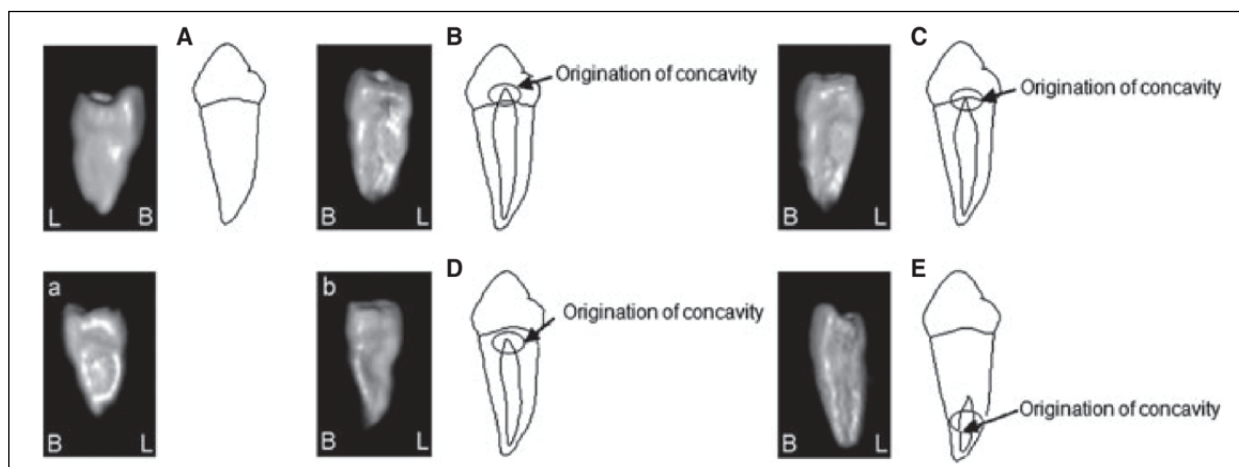 A
L B
B
B L
Origination of concavity
C
B L
Origination of concavity
a
B L
b
B L
D
Origination of concavity
E
B L
Origination of concavity